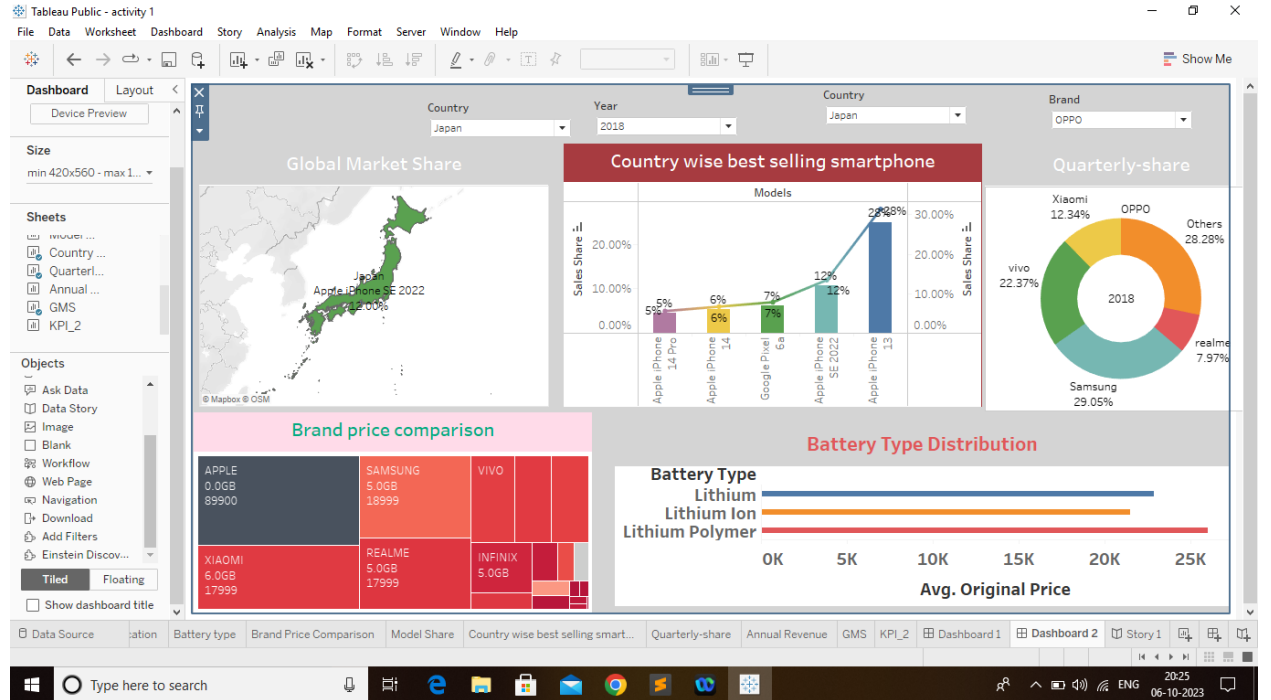 Tableau Public - activity 1
File Data Worksheet Dashboard Story Analysis Map Format Server Window Help
Show Me
Dashboard Layout
Device Preview
Size
min 420x560 - max 1...
Sheets
Country ...
Quarterl...
Annual ...
GMS
KPI_2
Objects
Ask Data
Data Story
Image
Blank
Workflow
Web Page
Navigation
Download
Add Filters
Einstein Discov...
Tiled Floating
Show dashboard title
Country
Japan
Year
2018
Country
Japan
Brand
OPPO
Global Market Share
Japan
Apple iPhone SE 2022
12.00%
© Mapbox © OSM
Country wise best selling smartphone
Models
Sales Share
20.00%
10.00%
0.00%
5%
5%
6%
6%
7%
7%
12%
12%
28%
28%
30.00%
20.00%
10.00%
0.00%
Sales Share
Apple iPhone
14 Pro
Apple iPhone
14
Google Pixel
6a
Apple iPhone
SE 2022
Apple iPhone
13
Quarterly-share
Xiaomi
12.34%
OPPO
Others
28.28%
vivo
22.37%
2018
realme
7.97%
Samsung
29.05%
Brand price comparison
APPLE
0.0GB
89900
SAMSUNG
5.0GB
18999
VIVO
XIAOMI
6.0GB
17999
REALME
5.0GB
17999
INFINIX
5.0GB
Battery Type Distribution
Battery Type
Lithium
Lithium Ion
Lithium Polymer
0K 5K 10K 15K 20K 25K
Avg. Original Price
Data Source ation Battery type Brand Price Comparison Model Share Country wise best selling smart... Quarterly-share Annual Revenue GMS KPI_2 Dashboard 1 Dashboard 2 Story 1
Type here to search
ENG
20:25
06-10-2023